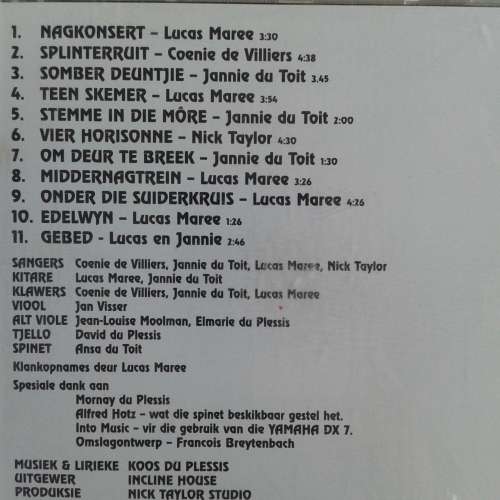 1. NAGKONSERT – Lucas Maree 3:30
2. SPLINTERRUIT – Coenie de Villiers 4:38
3. SOMBER DEUNTJIE – Jannie du Toit 3.45
4. TEEN SKEMER – Lucas Maree 3:54
5. STEMME IN DIE MÔRE – Jannie du Toit 2:00
6. VIER HORISONNE – Nick Taylor 4:30
7. OM DEUR TE BREEK – Jannie du Toit 1:30
8. MIDDERNAGTREIN – Lucas Maree 3:26
9. ONDER DIE SUIDERKRUIS – Lucas Maree 4:26
10. EDELWYN – Lucas Maree 1:26
11. GEBED - Lucas en Jannie 2:46
SANGERS Coenie de Villiers, Jannie du Toit, Lucas Maree, Nick Taylor
KITARE Lucas Maree, Jannie du Toit
KLAWERS Coenie de Villiers, Jannie du Toit, Lucas Maree
VIOOL Jan Visser
ALT VIOLE Jean-Louise Moolman, Elmarie du Plessis
TJELLO David du Plessis
SPINET Ansa du Toit
Klankopnames deur Lucas Maree
Spesiale dank aan
Mornay du Plessis
Alfred Hotz – wat die spinet beskikbaar gestel het.
Into Music – vir die gebruik van die YAMAHA DX 7.
Omslagontwerp – Francois Breytenbach
MUSIEK & LIRIEKE KOOS DU PLESSIS
UITGEWER INCLINE HOUSE
PRODUKSIE NICK TAYLOR STUDIO